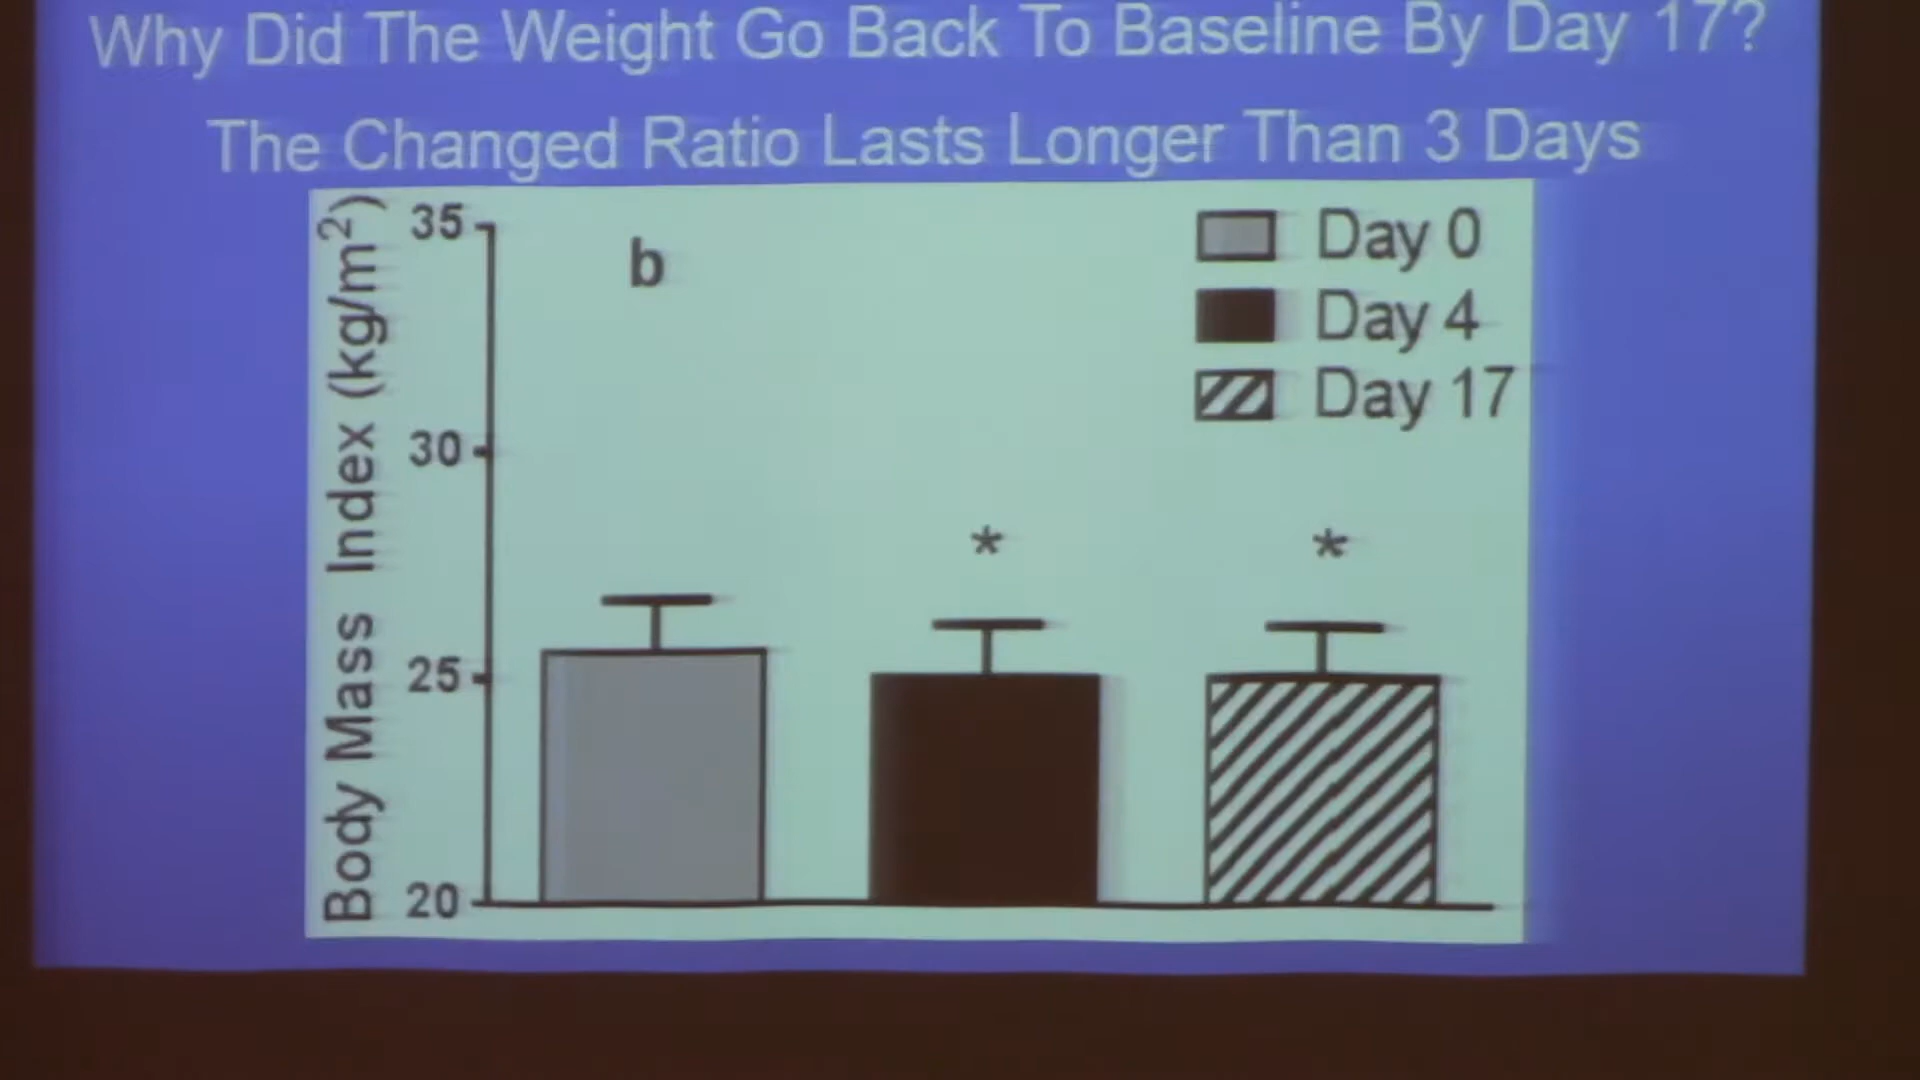 Why Did The Weight Go Back To Baseline By Day 17?
The Changed Ratio Lasts Longer Than 3 Days
Body Mass Index (kg/m²)
35
30
25
20
b
Day 0
Day 4
Day 17
*
*